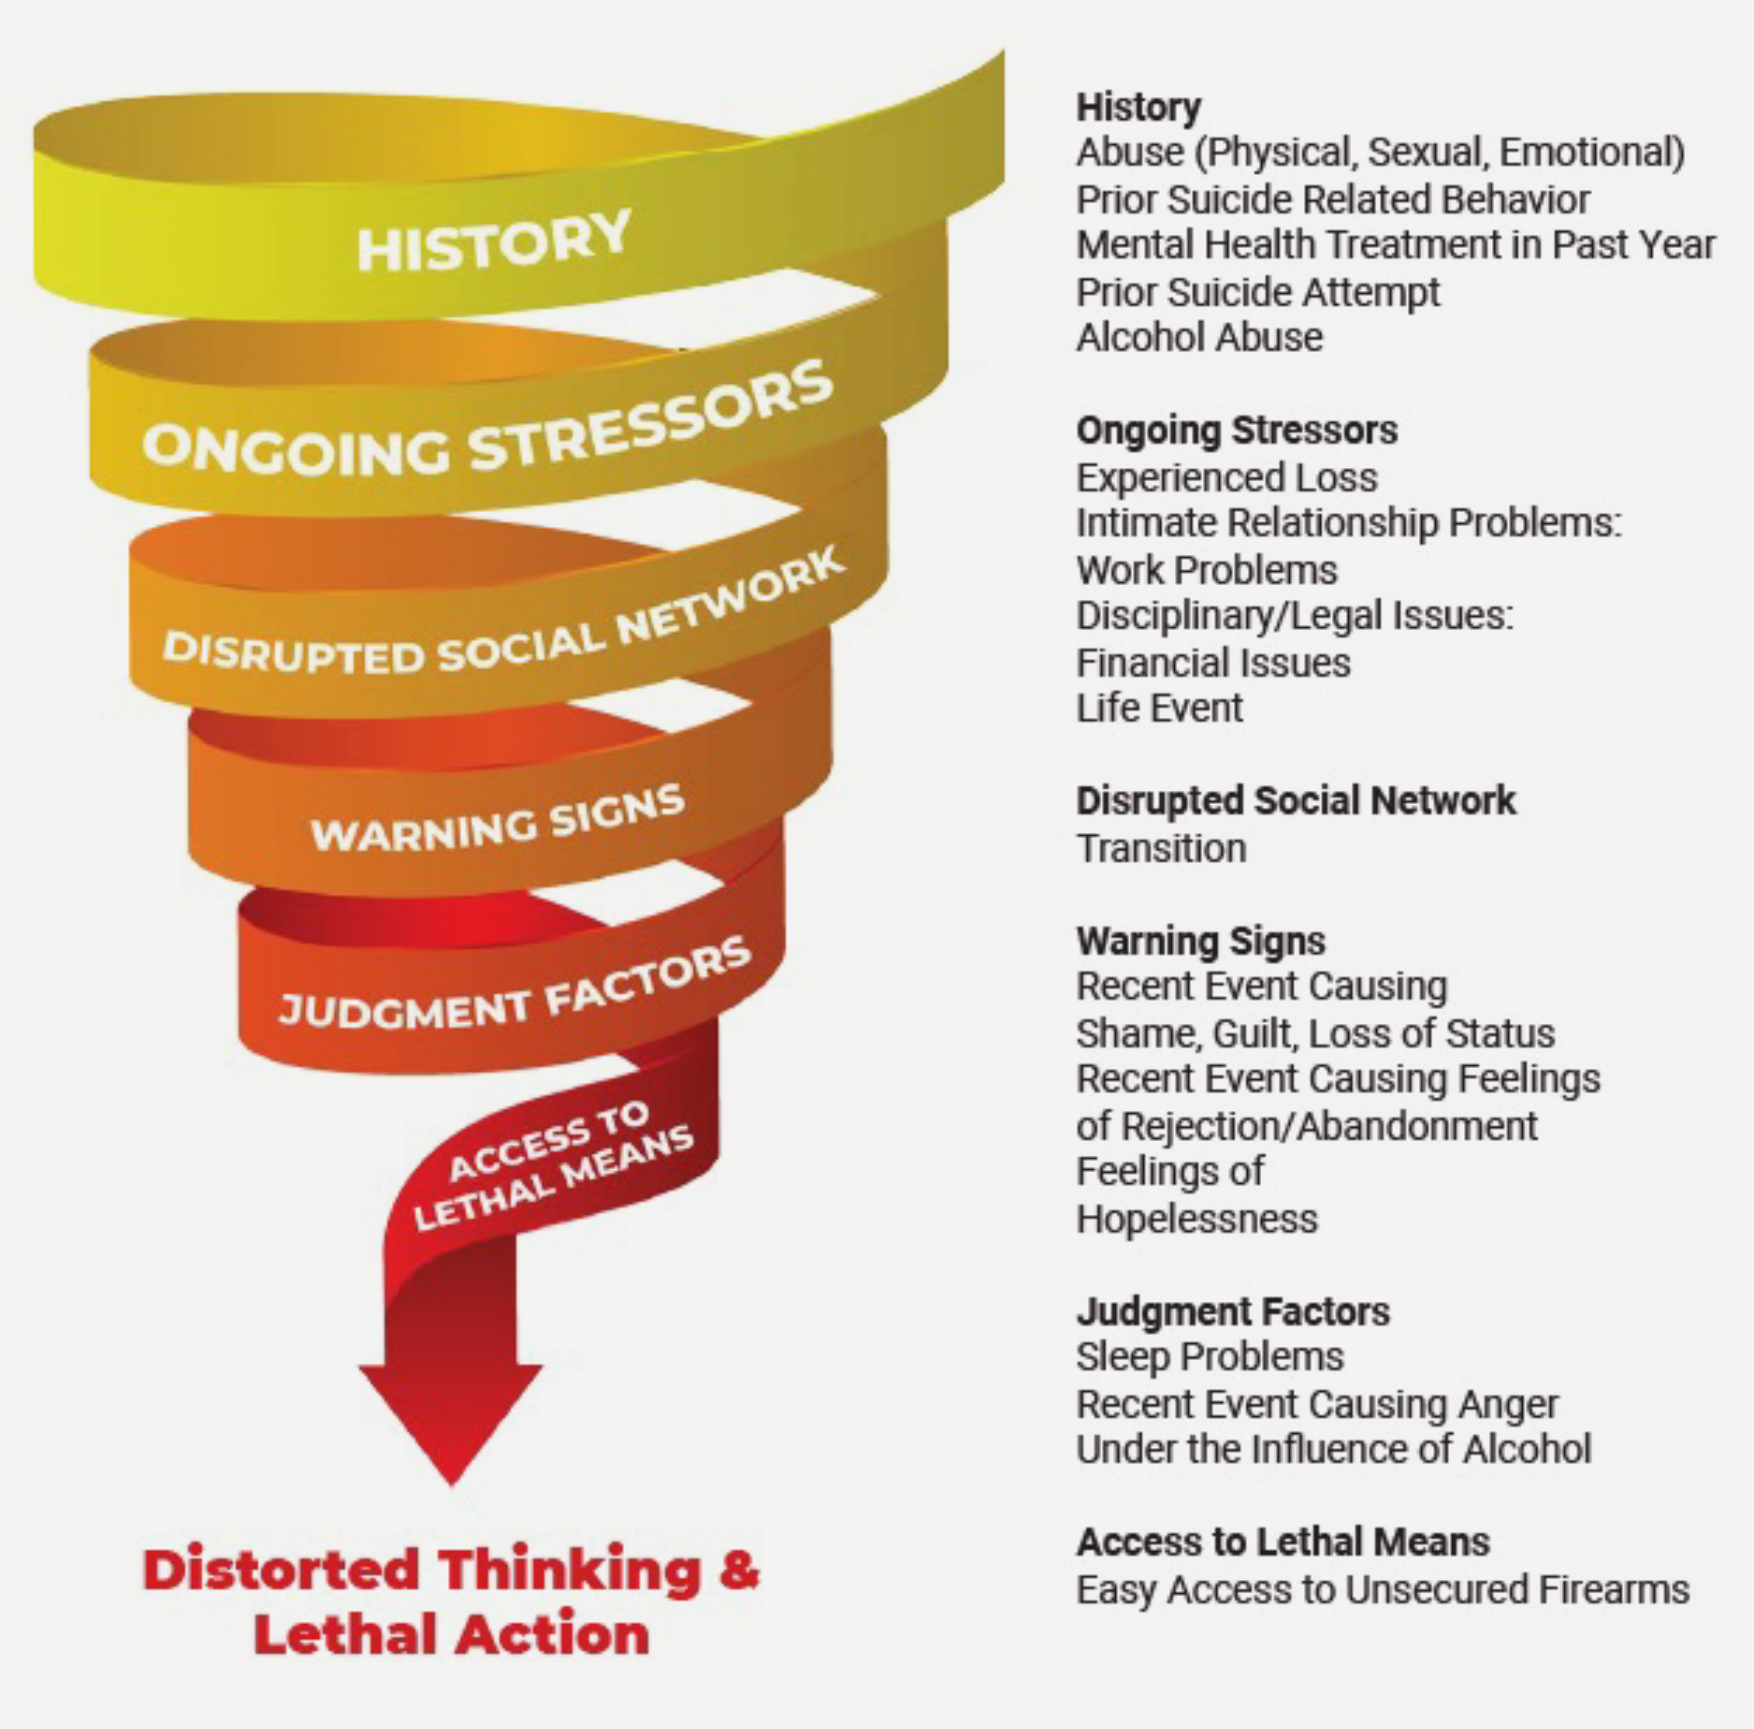 HISTORY
ONGOING STRESSORS
DISRUPTED SOCIAL NETWORK
WARNING SIGNS
JUDGMENT FACTORS
ACCESS TO
LETHAL MEANS
Distorted Thinking &
Lethal Action
History
Abuse (Physical, Sexual, Emotional)
Prior Suicide Related Behavior
Mental Health Treatment in Past Year
Prior Suicide Attempt
Alcohol Abuse
Ongoing Stressors
Experienced Loss
Intimate Relationship Problems:
Work Problems
Disciplinary/Legal Issues:
Financial Issues
Life Event
Disrupted Social Network
Transition
Warning Signs
Recent Event Causing
Shame, Guilt, Loss of Status
Recent Event Causing Feelings
of Rejection/Abandonment
Feelings of
Hopelessness
Judgment Factors
Sleep Problems
Recent Event Causing Anger
Under the Influence of Alcohol
Access to Lethal Means
Easy Access to Unsecured Firearms